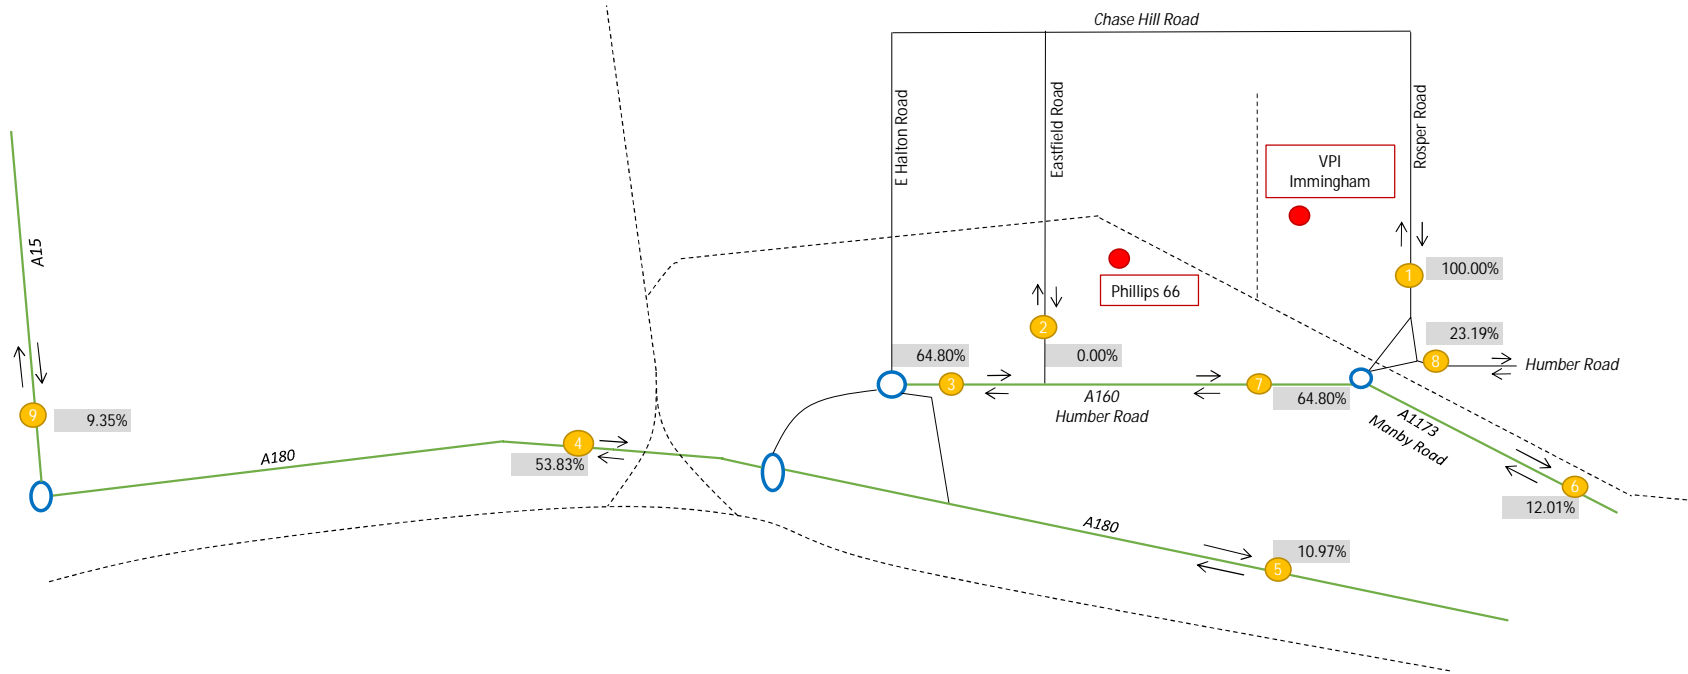 Chase Hill Road
E Halton Road
Eastfield Road
Rosper Road
VPI
Immingham
A15
Phillips 66
1
100.00%
2
23.19%
64.80%
0.00%
8
Humber Road
3
7
A160
Humber Road
64.80%
A1173
Manby Road
9
9.35%
4
A180
53.83%
6
12.01%
A180
10.97%
5